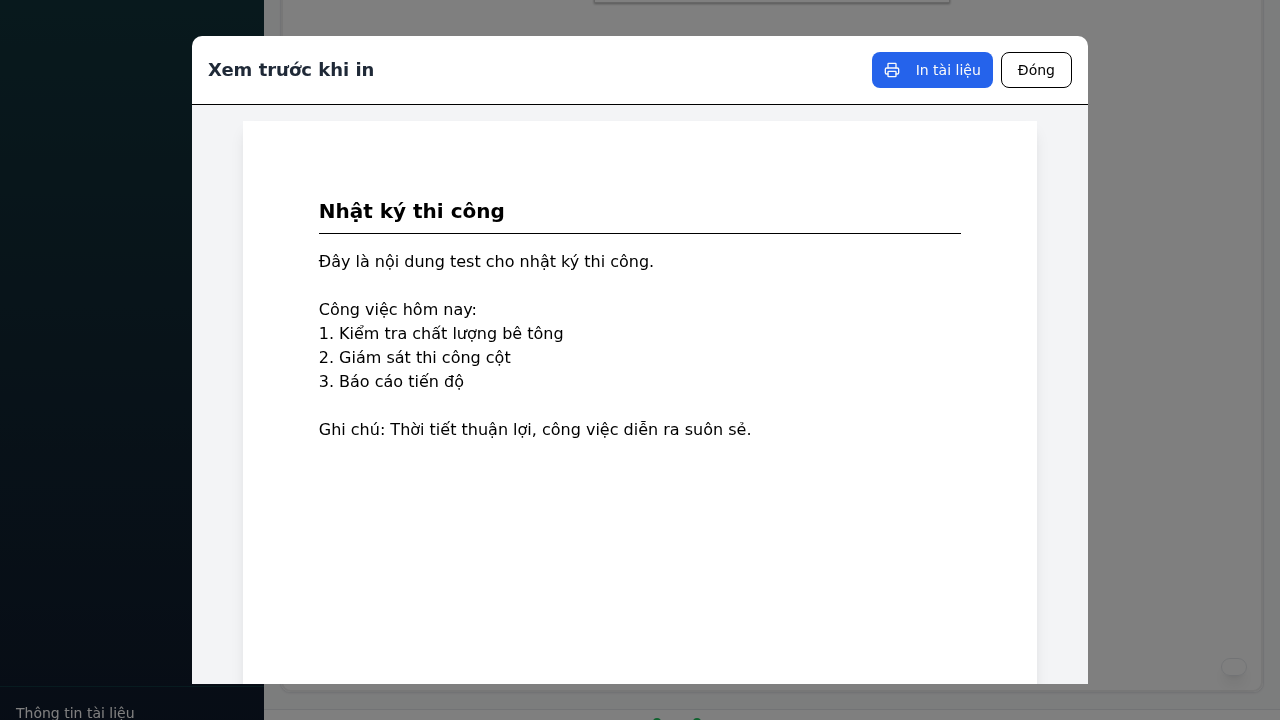 Xem trước khi in
In tài liệu
Đóng
Nhật ký thi công
Đây là nội dung test cho nhật ký thi công.
Công việc hôm nay:
1. Kiểm tra chất lượng bê tông
2. Giám sát thi công cột
3. Báo cáo tiến độ
Ghi chú: Thời tiết thuận lợi, công việc diễn ra suôn sẻ.
Thông tin tài liệu